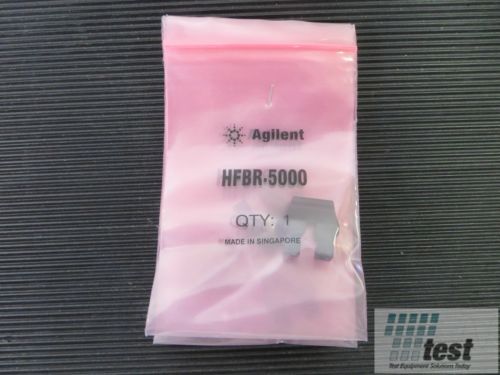 Agilent
HFBR-5000
QTY: 1
MADE IN SINGAPORE
test
Test Equipment Solutions Today